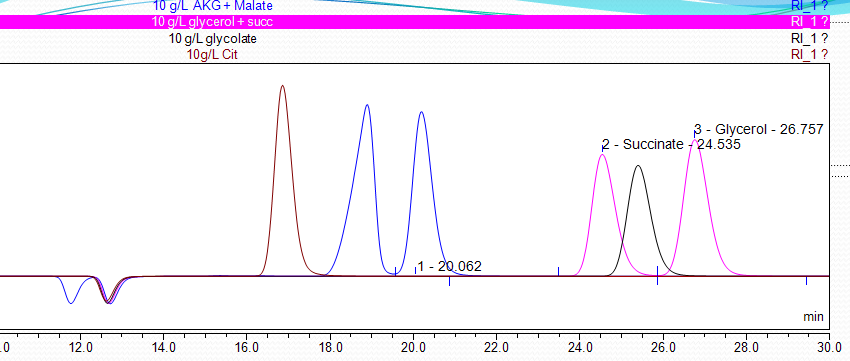 10 g/L AKG + Malate RI_1 ?
10 g/L glycerol + succ RI_1 ?
10 g/L glycolate RI_1 ?
10g/L Cit RI_1 ?
3 - Glycerol - 26.757
2 - Succinate - 24.535
1 - 20.062
min
.0 12.0 14.0 16.0 18.0 20.0 22.0 24.0 26.0 28.0 30.0